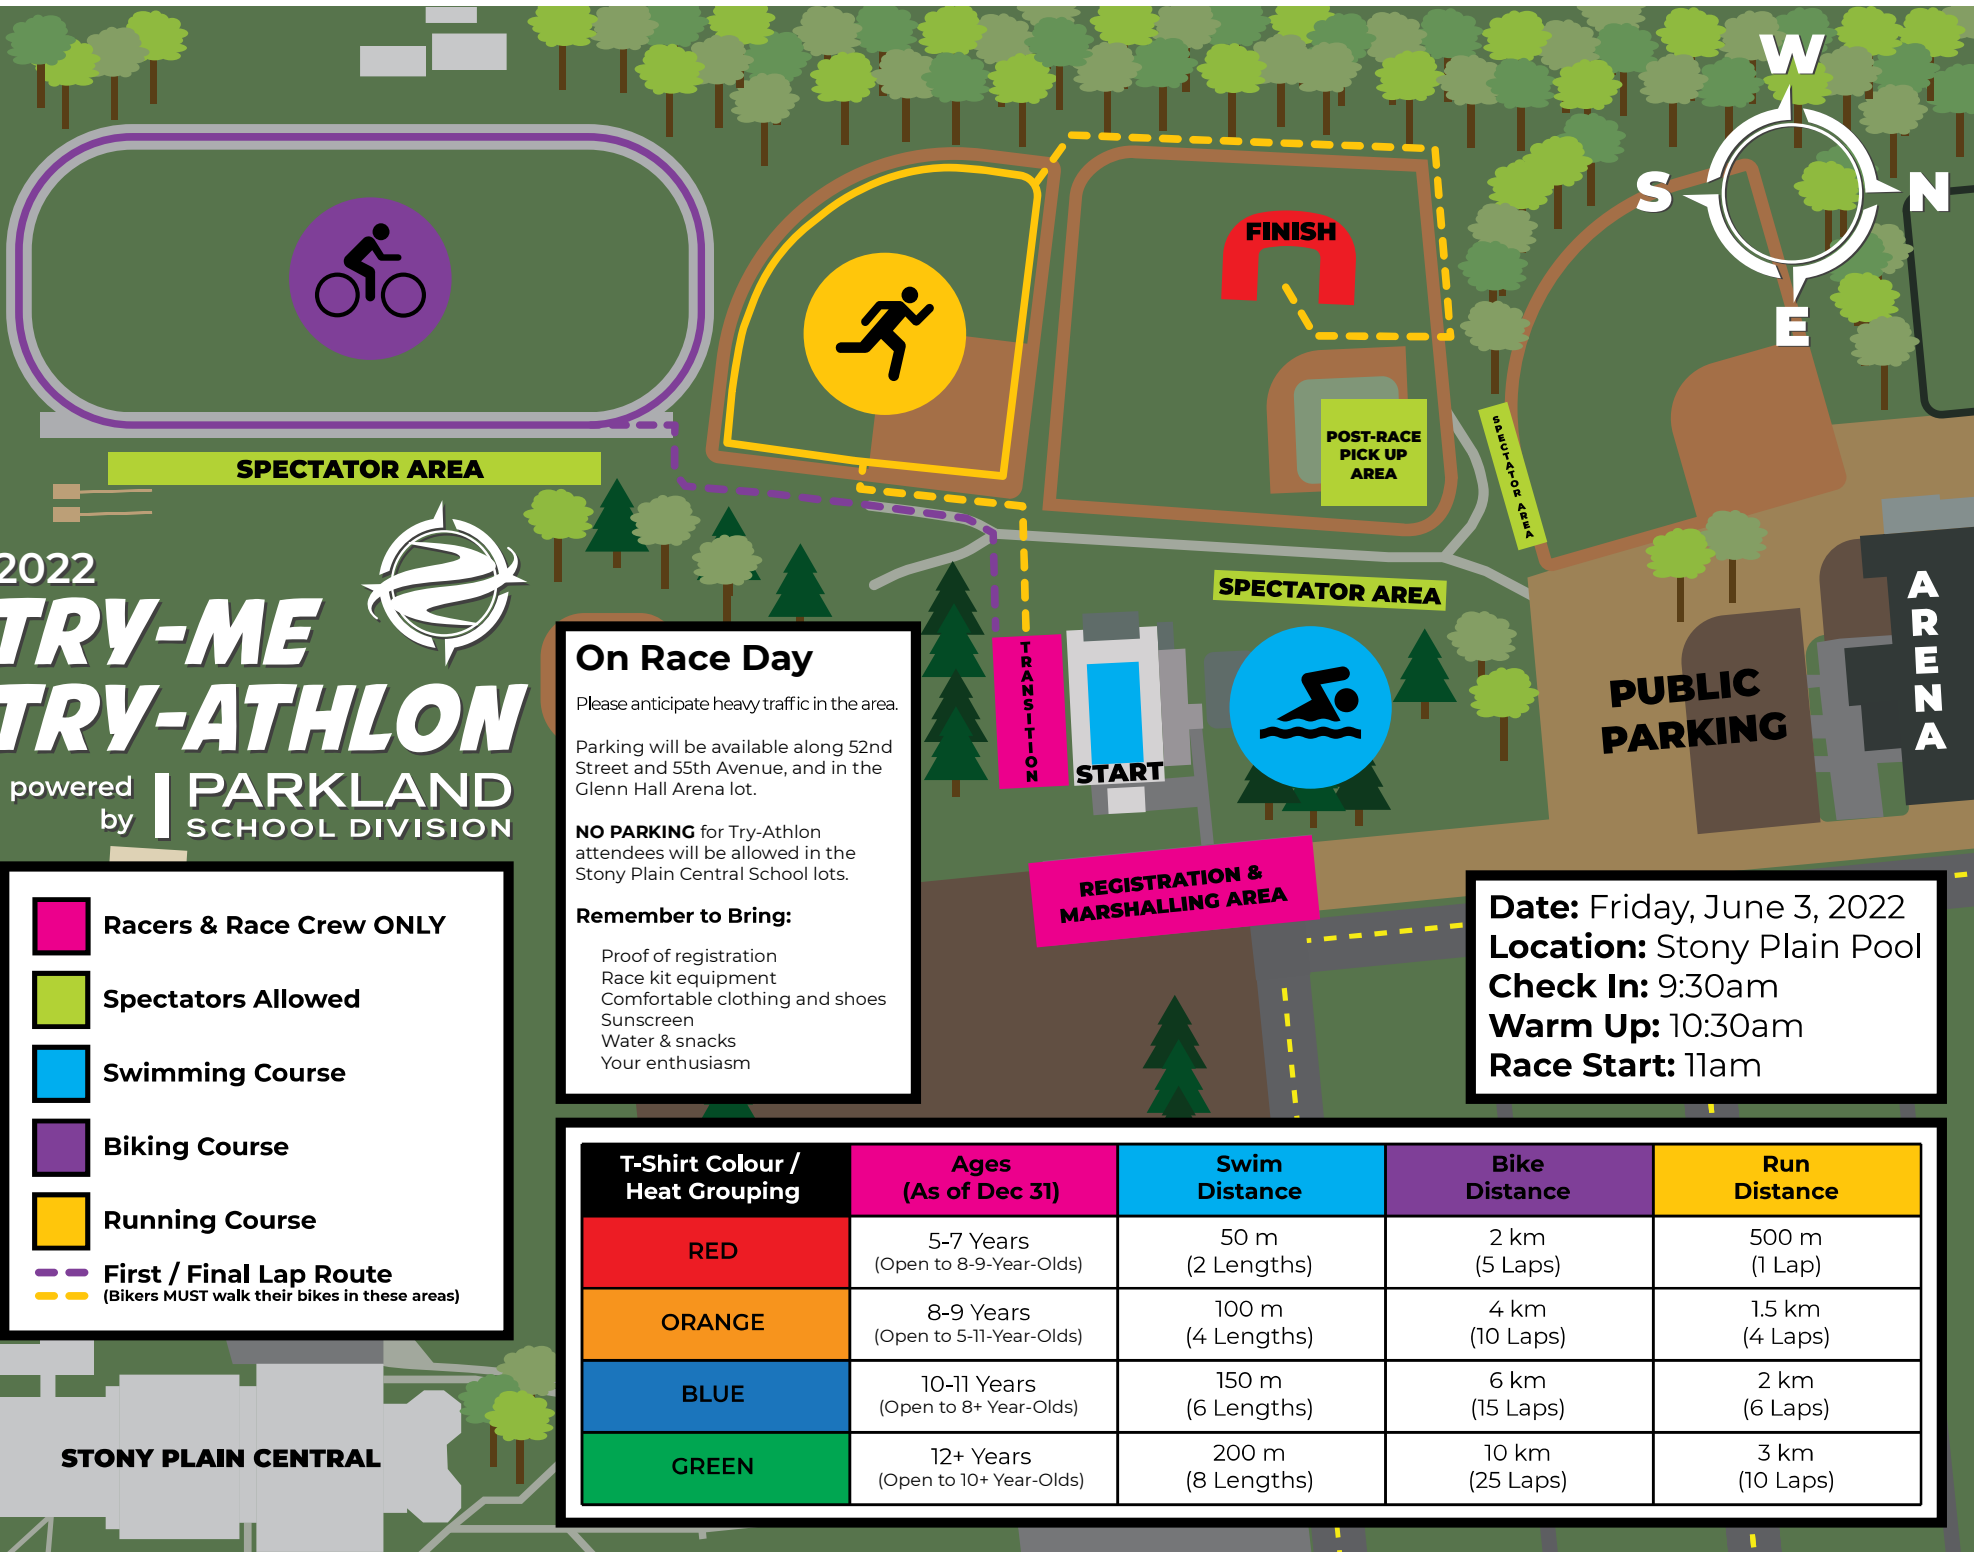 W
S
N
E
FINISH
POST-RACE
PICK UP
AREA
SPECTATOR AREA
SPECTATOR AREA
SPECTATOR AREA
2022
TRY-ME
TRY-ATHLON
powered
by
PARKLAND
SCHOOL DIVISION
TRANSITION
START
PUBLIC
PARKING
ARENA
REGISTRATION &
MARSHALLING AREA
On Race Day
Please anticipate heavy traffic in the area.
Parking will be available along 52nd
Street and 55th Avenue, and in the
Glenn Hall Arena lot.
NO PARKING for Try-Athlon
attendees will be allowed in the
Stony Plain Central School lots.
Remember to Bring:
Proof of registration
Race kit equipment
Comfortable clothing and shoes
Sunscreen
Water & snacks
Your enthusiasm
Racers & Race Crew ONLY
Spectators Allowed
Swimming Course
Biking Course
Running Course
First / Final Lap Route
(Bikers MUST walk their bikes in these areas)
Date: Friday, June 3, 2022
Location: Stony Plain Pool
Check In: 9:30am
Warm Up: 10:30am
Race Start: 11am
T-Shirt Colour /
Heat Grouping
Ages
(As of Dec 31)
Swim
Distance
Bike
Distance
Run
Distance
RED
5-7 Years
(Open to 8-9-Year-Olds)
50 m
(2 Lengths)
2 km
(5 Laps)
500 m
(1 Lap)
ORANGE
8-9 Years
(Open to 5-11-Year-Olds)
100 m
(4 Lengths)
4 km
(10 Laps)
1.5 km
(4 Laps)
BLUE
10-11 Years
(Open to 8+ Year-Olds)
150 m
(6 Lengths)
6 km
(15 Laps)
2 km
(6 Laps)
GREEN
12+ Years
(Open to 10+ Year-Olds)
200 m
(8 Lengths)
10 km
(25 Laps)
3 km
(10 Laps)
STONY PLAIN CENTRAL